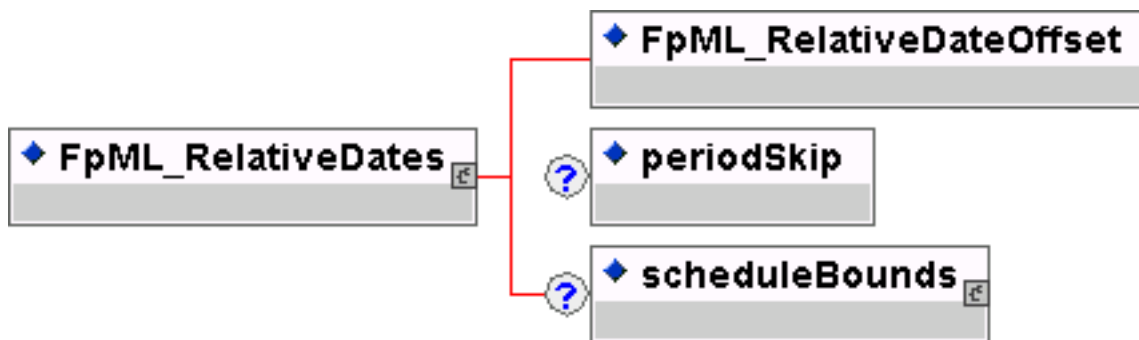 FpML_RelativeDateOffset
FpML_RelativeDates
? periodSkip
? scheduleBounds